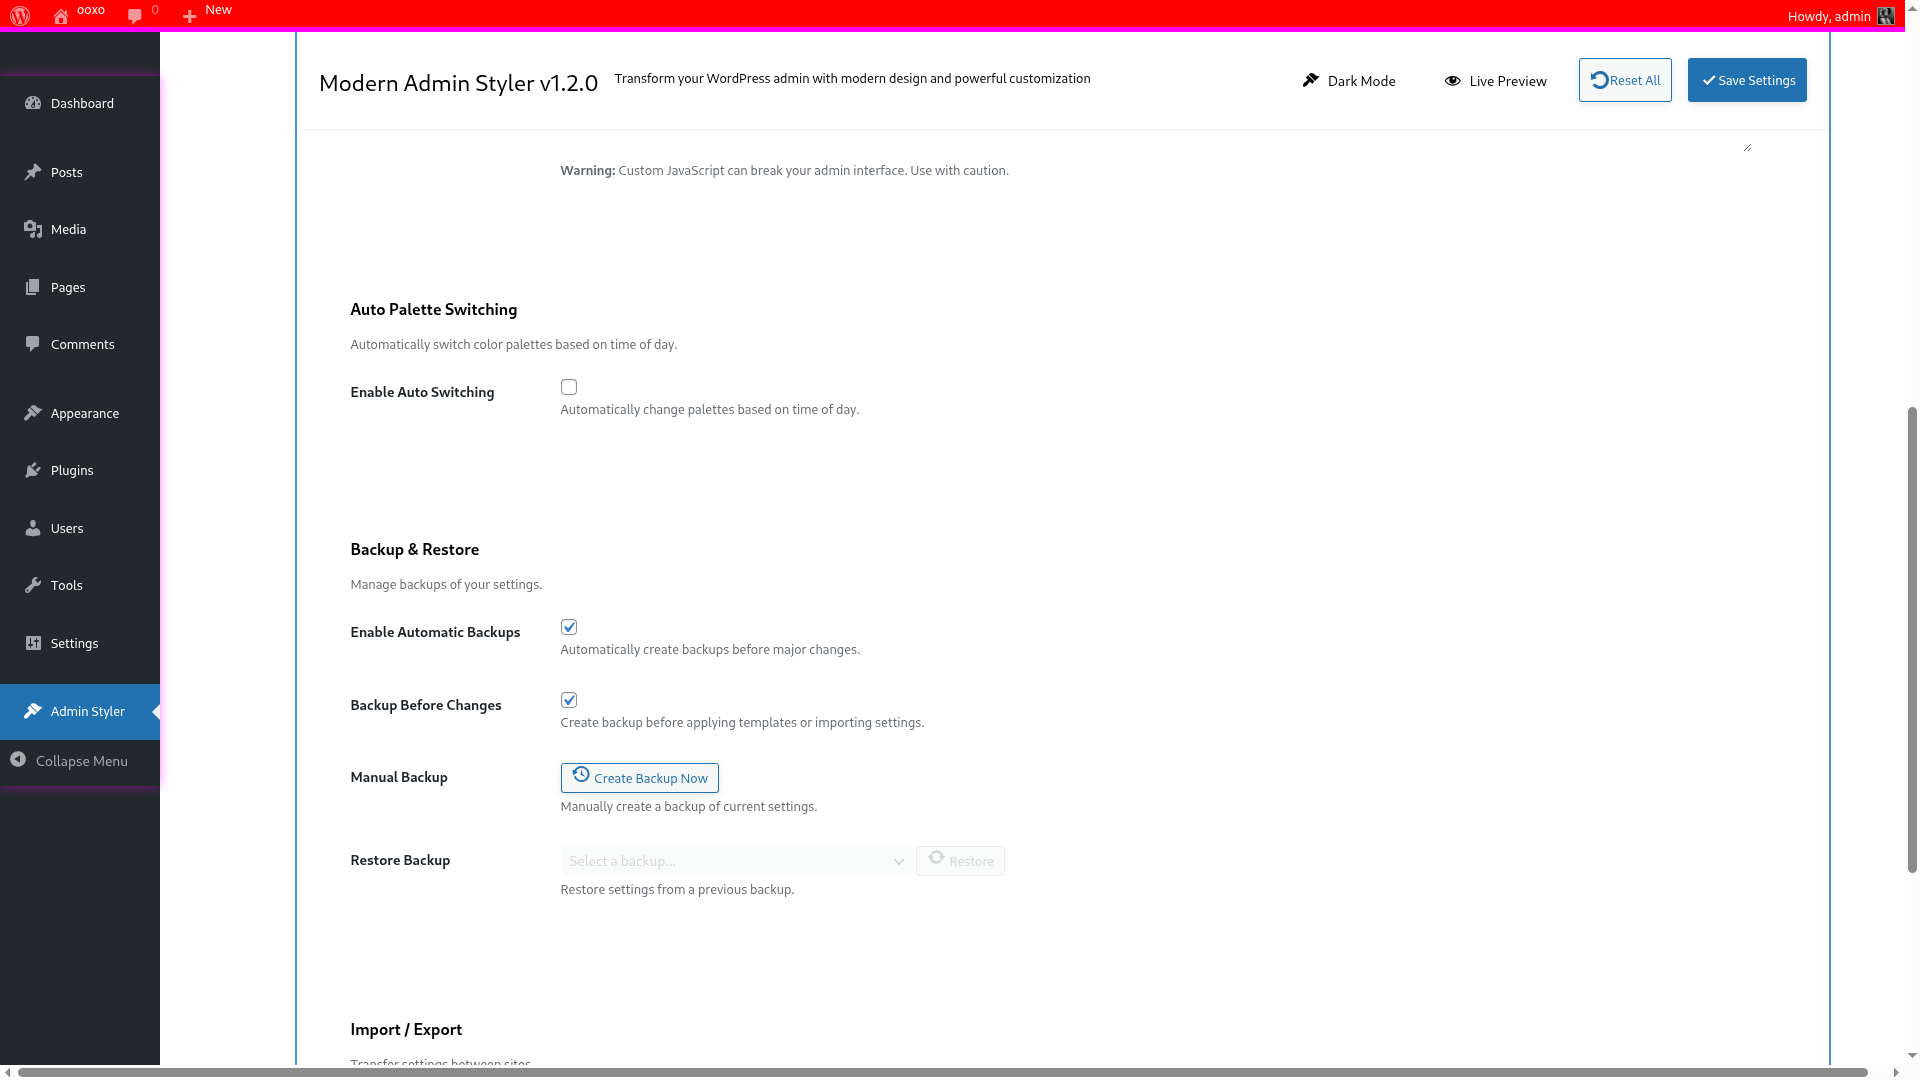 ooxo
0
New
Howdy, admin
Modern Admin Styler v1.2.0
Transform your WordPress admin with modern design and powerful customization
Dark Mode
Live Preview
Reset All
Save Settings
Dashboard
Posts
Media
Pages
Comments
Appearance
Plugins
Users
Tools
Settings
Admin Styler
Collapse Menu
Warning: Custom JavaScript can break your admin interface. Use with caution.
Auto Palette Switching
Automatically switch color palettes based on time of day.
Enable Auto Switching
Automatically change palettes based on time of day.
Backup & Restore
Manage backups of your settings.
Enable Automatic Backups
Automatically create backups before major changes.
Backup Before Changes
Create backup before applying templates or importing settings.
Manual Backup
Create Backup Now
Manually create a backup of current settings.
Restore Backup
Select a backup...
Restore
Restore settings from a previous backup.
Import / Export
Transfer settings between sites.